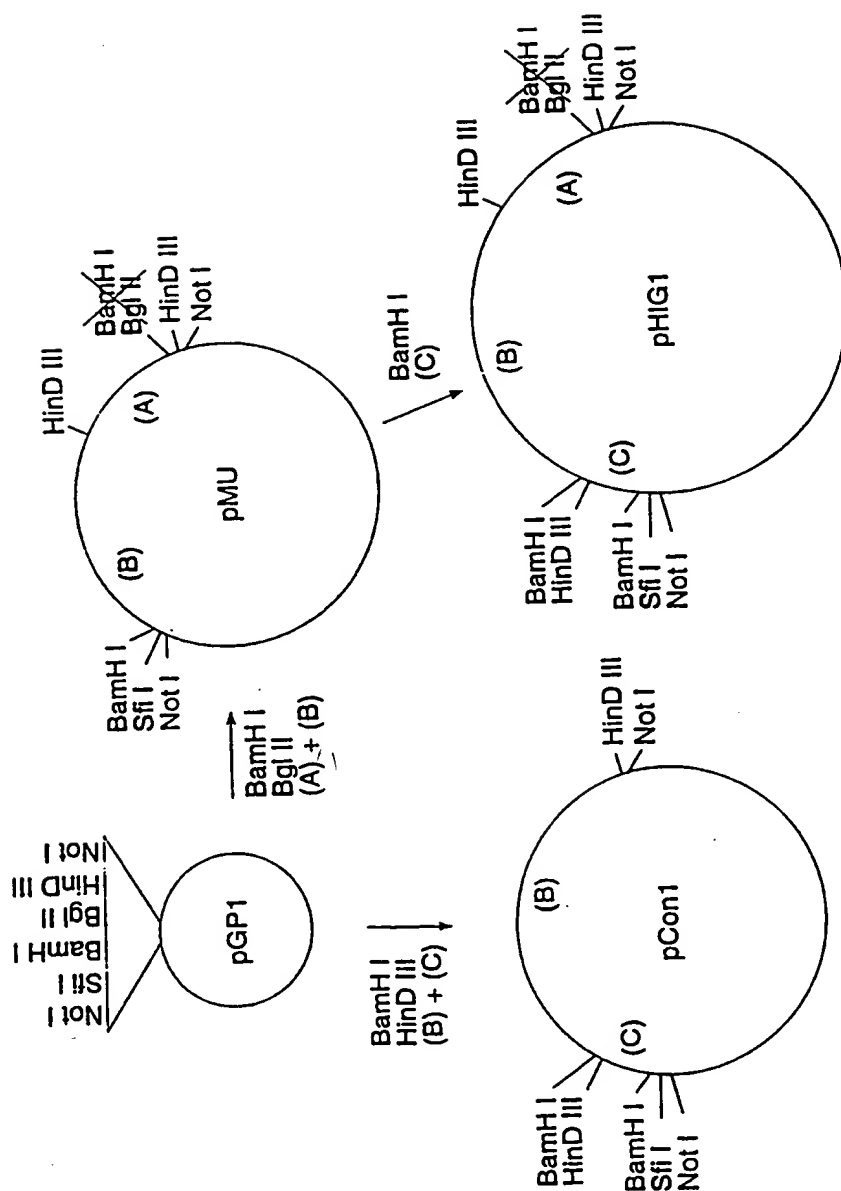 Not I
Sfi I
BamH I
Bgl II
HinD III
Not I
pGP1
BamH I
Bgl II
(A) + (B)
BamH I
Sfi I
Not I
(B)
pMU
(A)
HinD III
BamH I
Bgl II
HinD III
Not I
BamH I
HinD III
(B) + (C)
BamH I
(C)
BamH I
HinD III
BamH I
Sfi I
Not I
(C)
(B)
pCon1
HinD III
Not I
BamH I
HinD III
BamH I
Sfi I
Not I
(C)
(B)
pHIG1
(A)
HinD III
BamH I
Bgl II
HinD III
Not I